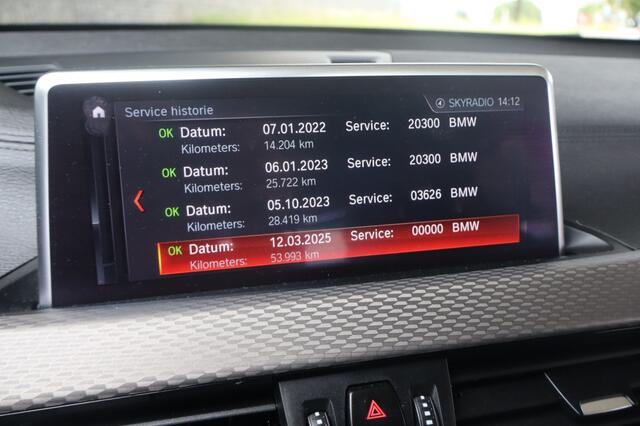 Service historie
SKYRADIO 14:12
OK Datum: 07.01.2022 Service: 20300 BMW
Kilometers: 14.204 km
OK Datum: 06.01.2023 Service: 20300 BMW
Kilometers: 25.722 km
OK Datum: 05.10.2023 Service: 03626 BMW
Kilometers: 28.419 km
OK Datum: 12.03.2025 Service: 00000 BMW
Kilometers: 53.993 km